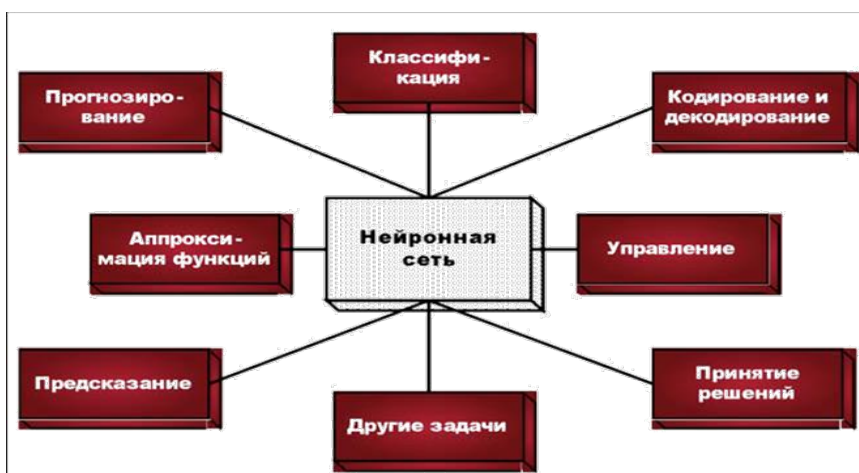 Классифи-
кация
Прогнозиро-
вание
Кодирование и
декодирование
Аппрокси-
мация функций
Нейронная
сеть
Управление
Предсказание
Другие задачи
Принятие
решений